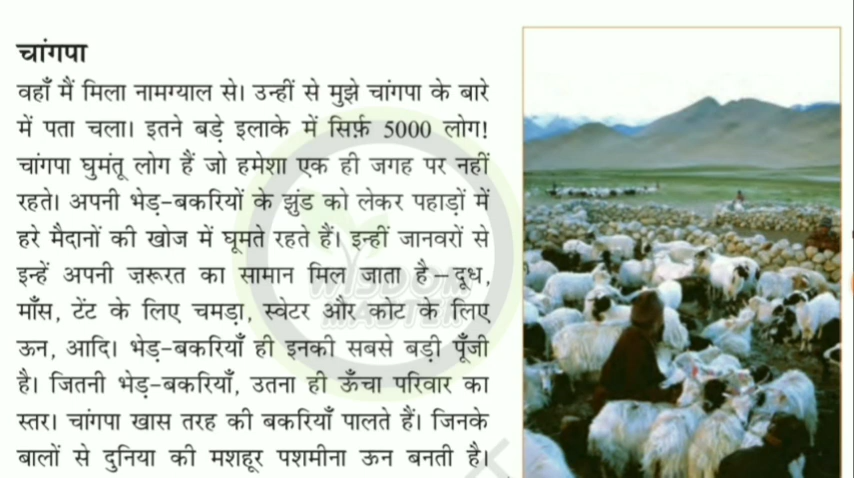 चांगपा
वहाँ मैं मिला नामग्याल से। उन्हीं से मुझे चांगपा के बारे
में पता चला। इतने बड़े इलाके में सिर्फ़ 5000 लोग!
चांगपा घुमंतू लोग हैं जो हमेशा एक ही जगह पर नहीं
रहते। अपनी भेड़-बकरियों के झुंड को लेकर पहाड़ों में
हरे मैदानों की खोज में घूमते रहते हैं। इन्हीं जानवरों से
इन्हें अपनी ज़रूरत का सामान मिल जाता है—दूध,
माँस, टेंट के लिए चमड़ा, स्वेटर और कोट के लिए
ऊन, आदि। भेड़-बकरियाँ ही इनकी सबसे बड़ी पूँजी
है। जितनी भेड़-बकरियाँ, उतना ही ऊँचा परिवार का
स्तर। चांगपा खास तरह की बकरियाँ पालते हैं। जिनके
बालों से दुनिया की मशहूर पशमीना ऊन बनती है।
WISDOM
MASTER